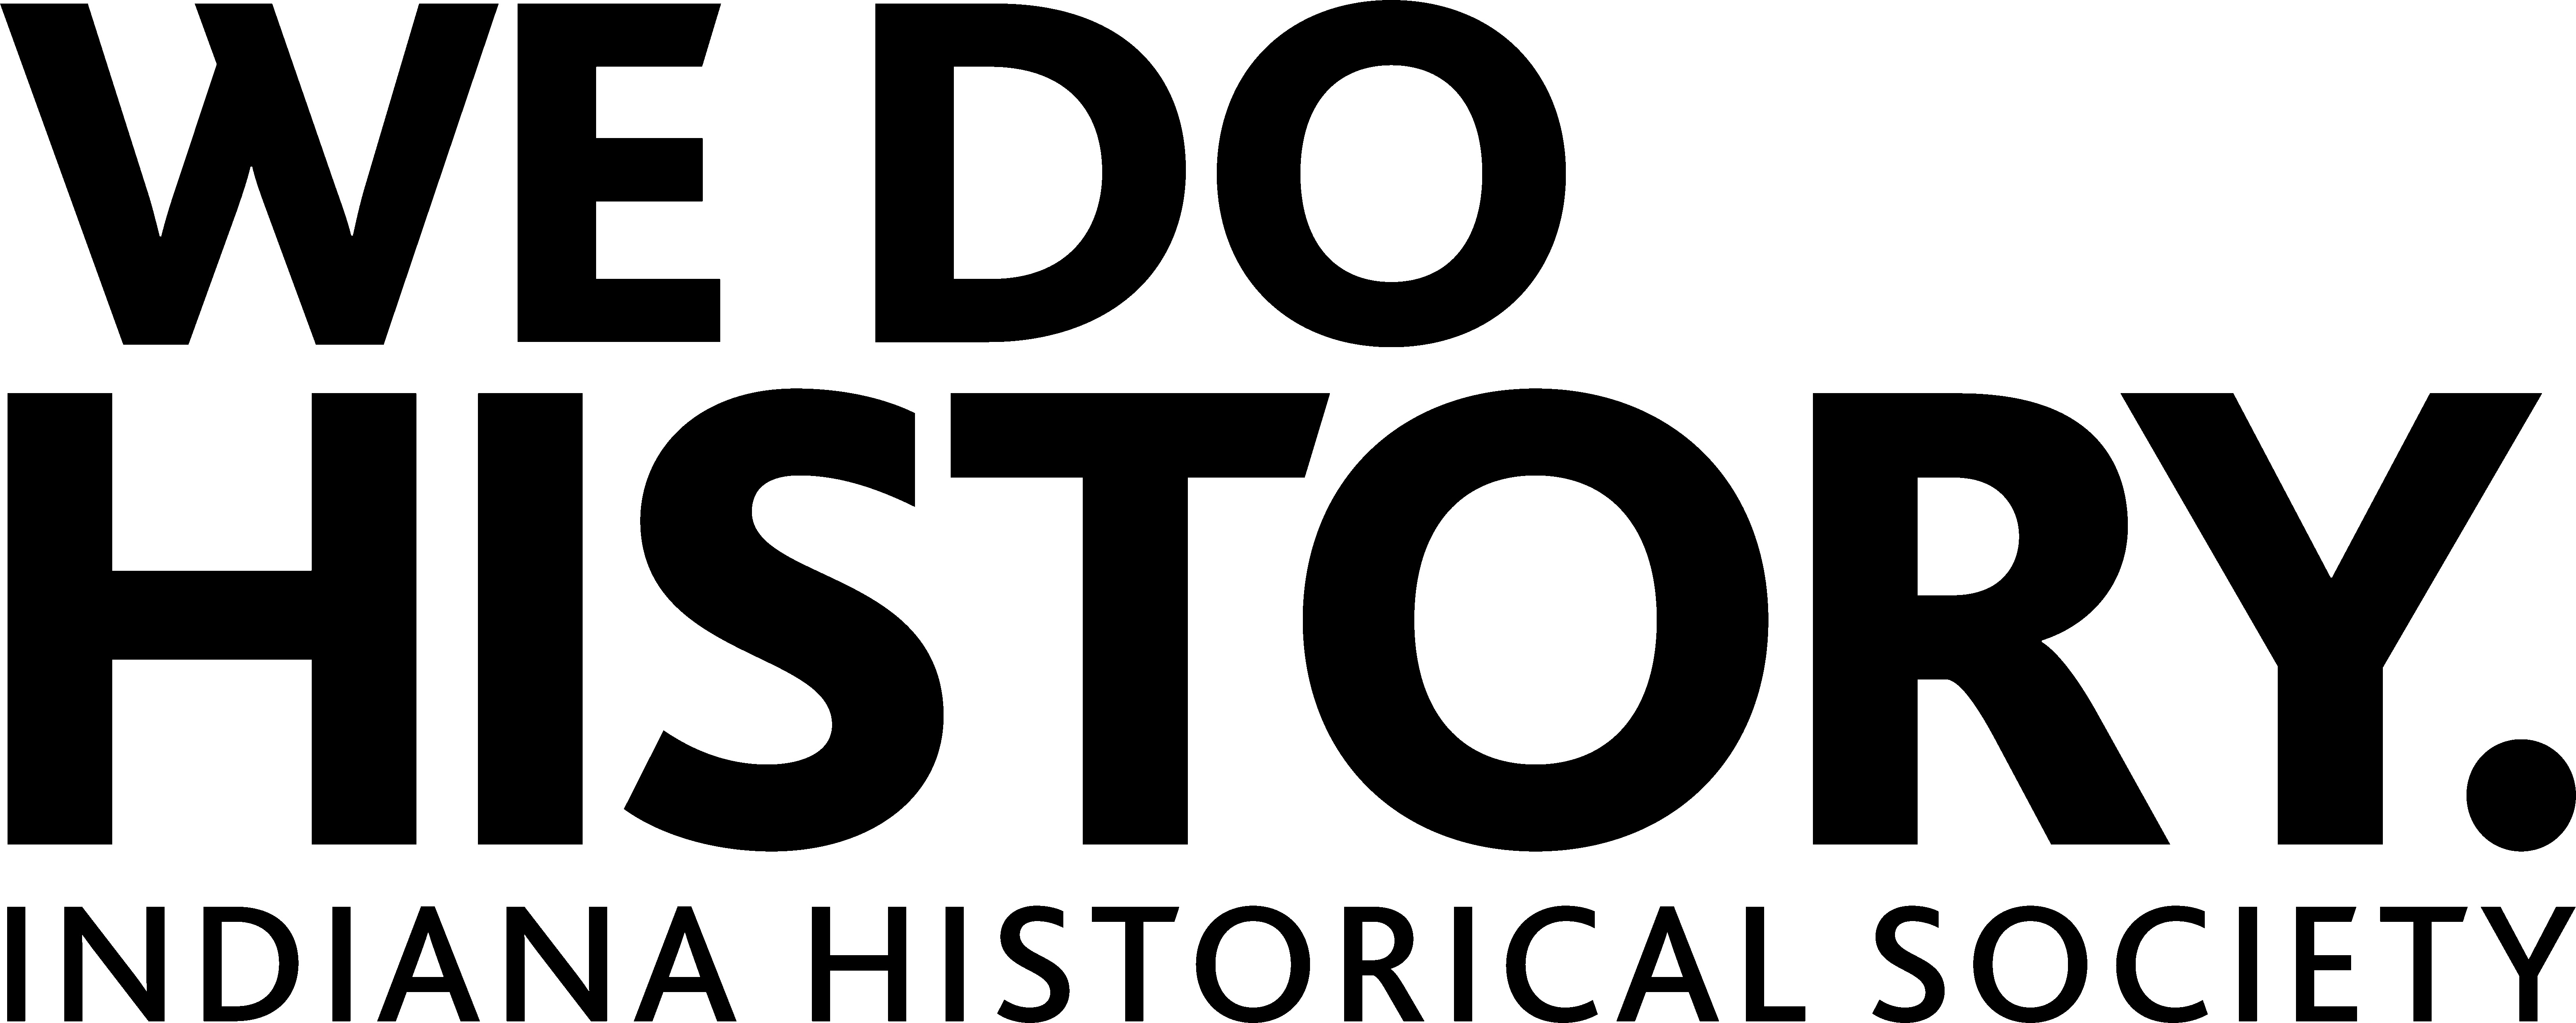 WE DO
HISTORY.
INDIANA HISTORICAL SOCIETY